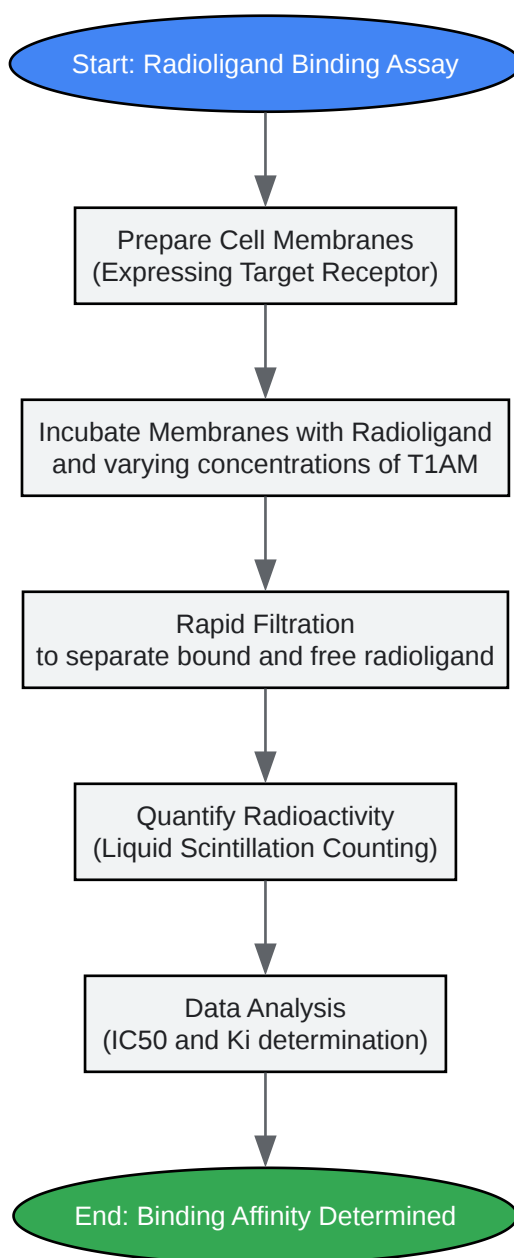 Start: Radioligand Binding Assay
Prepare Cell Membranes
(Expressing Target Receptor)
Incubate Membranes with Radioligand
and varying concentrations of T1AM
Rapid Filtration
to separate bound and free radioligand
Quantify Radioactivity
(Liquid Scintillation Counting)
Data Analysis
(IC50 and Ki determination)
End: Binding Affinity Determined